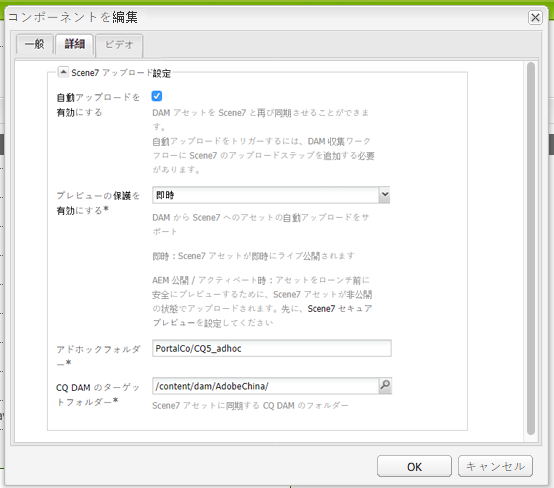 コンポーネントを編集
一般 詳細 ビデオ
Scene7 アップロード設定
自動アップロードを
有効にする
DAM アセットを Scene7 と再び同期させることができま
す。
自動アップロードをトリガーするには、DAM 収集ワーク
フローに Scene7 のアップロードステップを追加する必要
があります。
プレビューの保護を
有効にする*
即時
DAM から Scene7 へのアセットの自動アップロードをサ
ポート
即時：Scene7 アセットが即時にライブ公開されます
AEM 公開 / アクティベート時：アセットをローンチ前に
安全にプレビューするために、Scene7 アセットが非公開
の状態でアップロードされます。先に、Scene7 セキュア
プレビューを設定してください
アドホックフォルダ
ー*
PortalCo/CQ5_adhoc
CQ DAM のターゲッ
トフォルダー*
/content/dam/AdobeChina/
Scene7 アセットに同期する CQ DAM のフォルダー
OK キャンセル